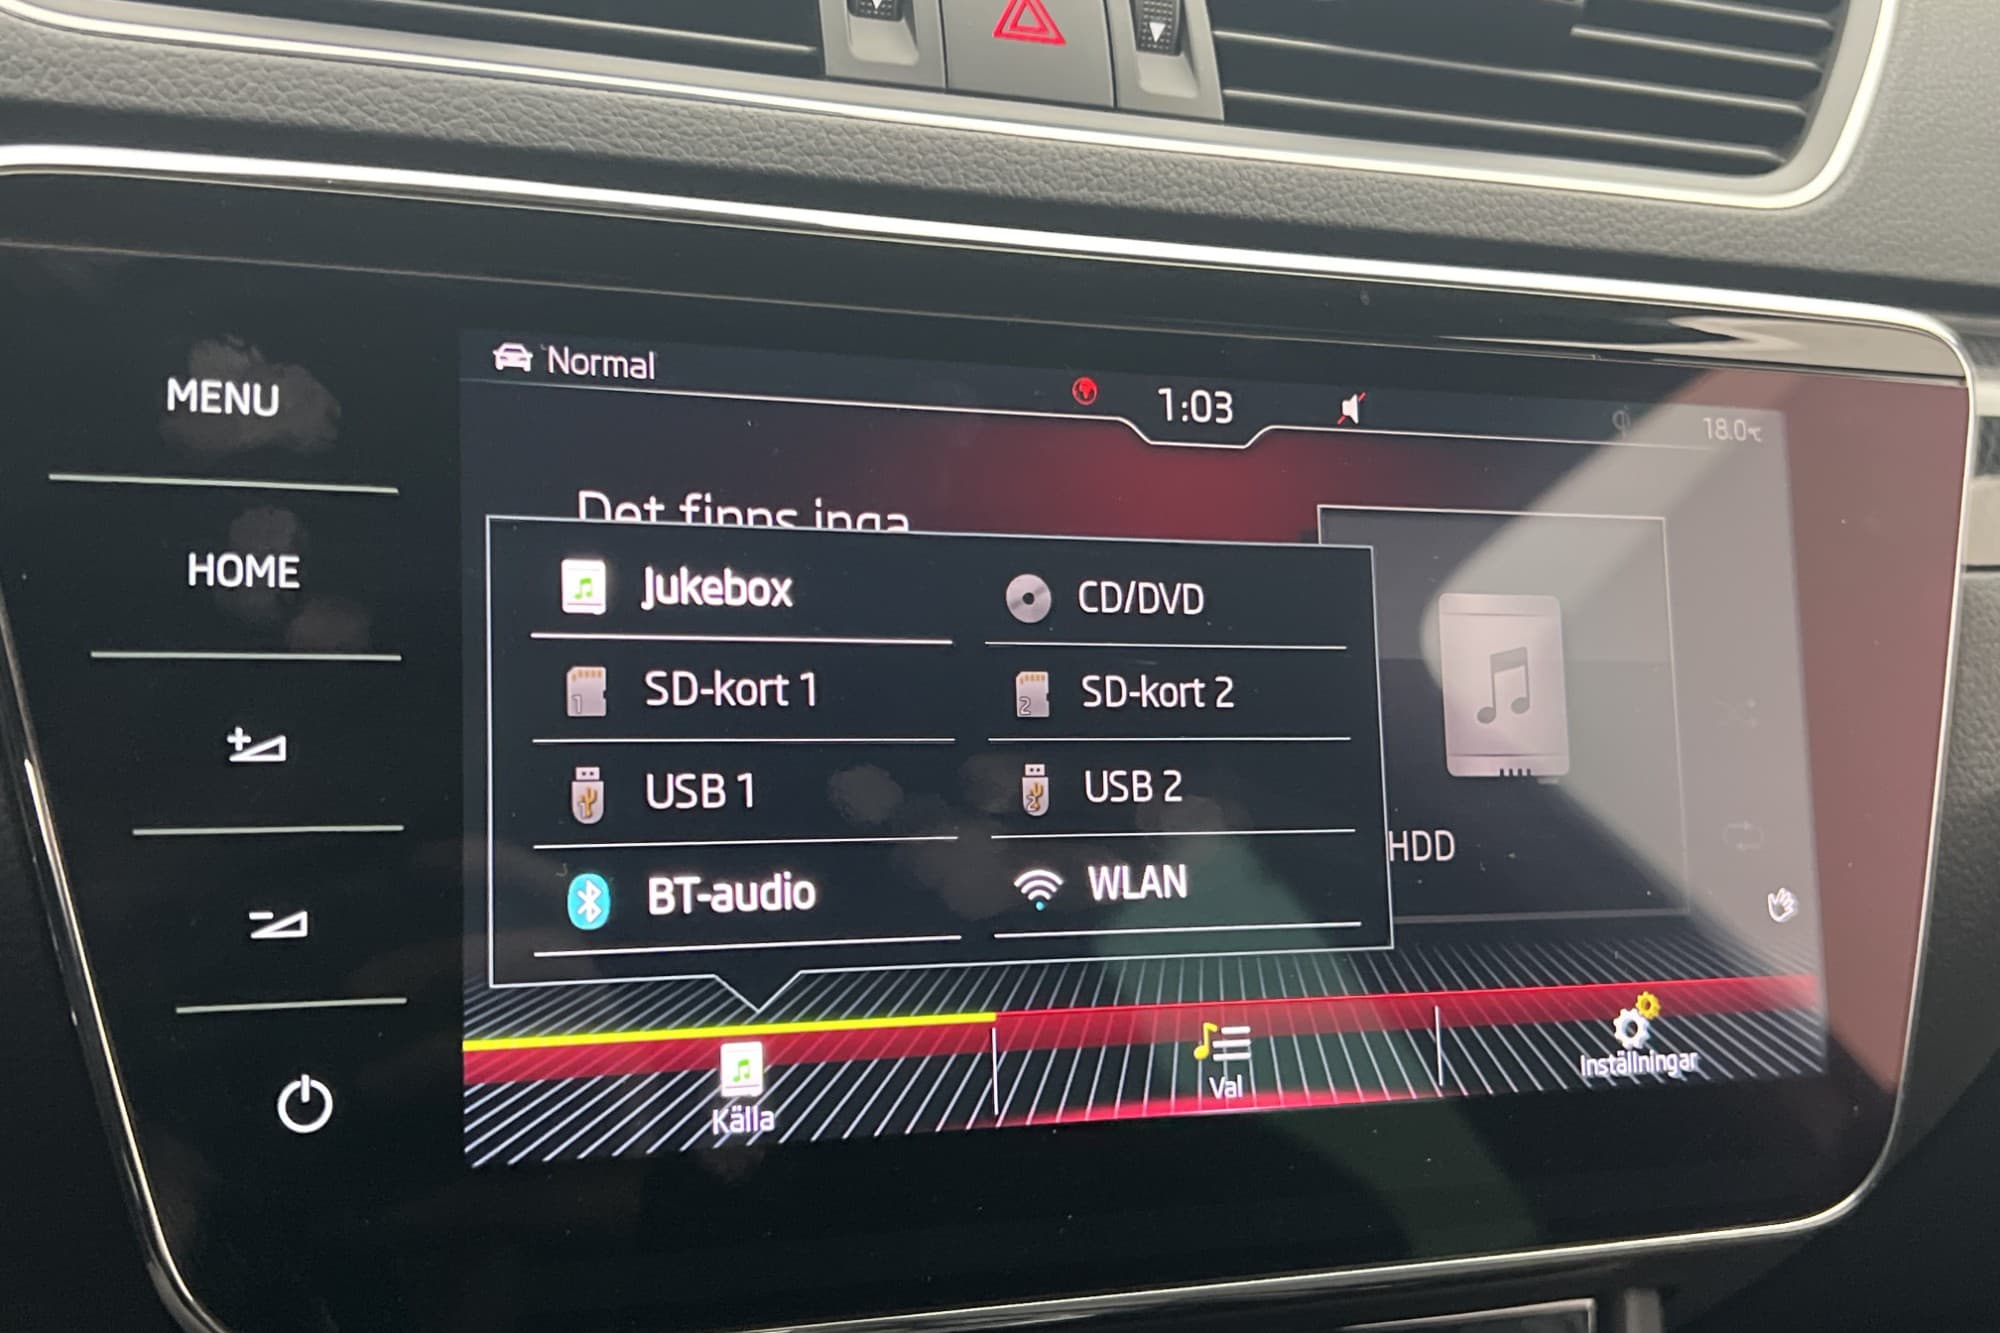 Normal
1:03
18.0°C
MENU
Det finns inga
HOME
Jukebox
CD/DVD
SD-kort 1
SD-kort 2
USB 1
USB 2
HDD
BT-audio
WLAN
Källa
Val
Inställningar